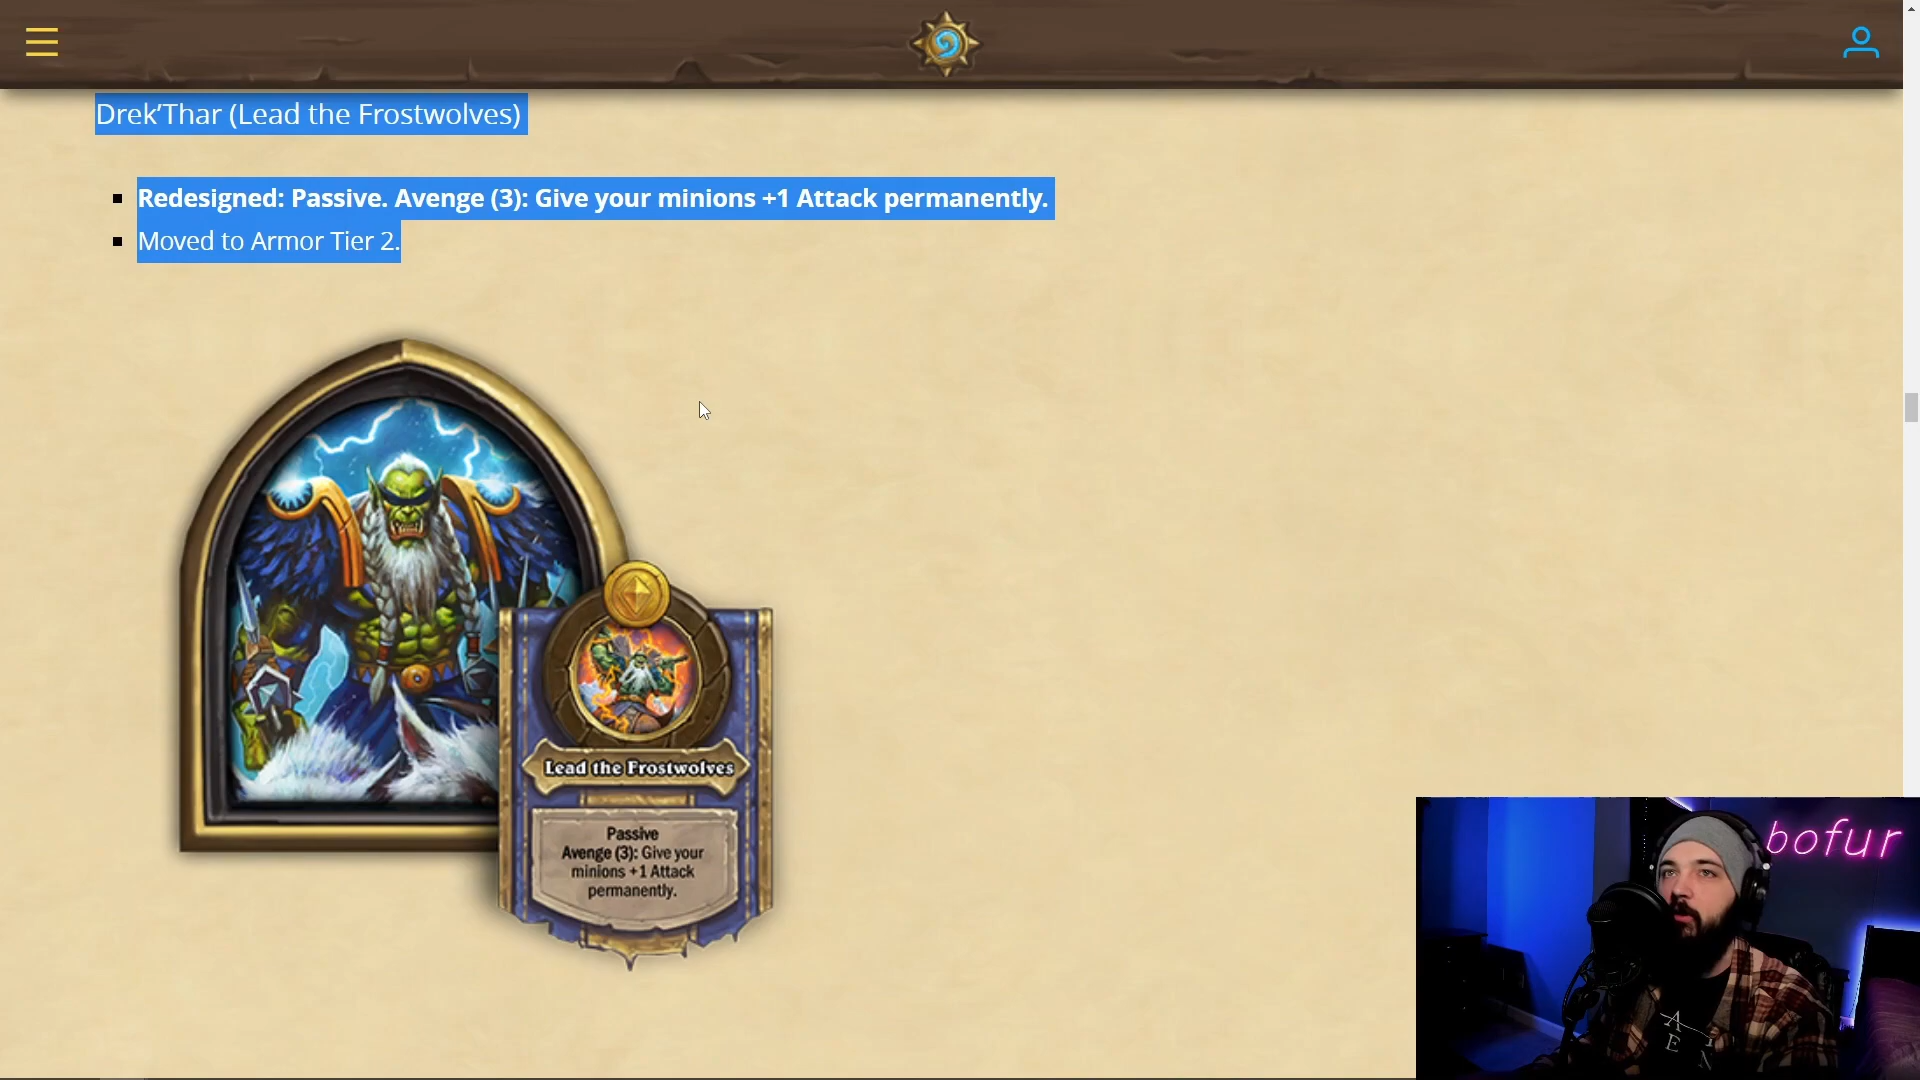 Drek’Thar (Lead the Frostwolves)
Redesigned: Passive. Avenge (3): Give your minions +1 Attack permanently.
Moved to Armor Tier 2.
Lead the Frostwolves
Passive
Avenge (3): Give your
minions +1 Attack
permanently.
bofur
A
E